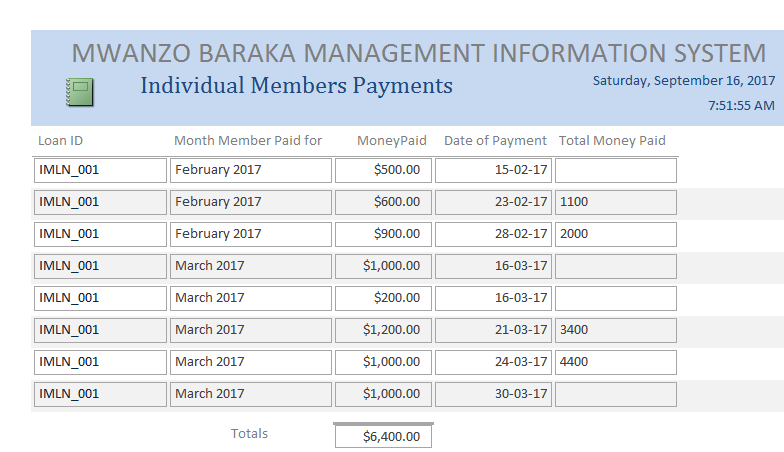 MWANZO BARAKA MANAGEMENT INFORMATION SYSTEM
Individual Members Payments
Saturday, September 16, 2017
7:51:55 AM
Loan ID Month Member Paid for MoneyPaid Date of Payment Total Money Paid
IMLN_001 February 2017 $500.00 15-02-17
IMLN_001 February 2017 $600.00 23-02-17 1100
IMLN_001 February 2017 $900.00 28-02-17 2000
IMLN_001 March 2017 $1,000.00 16-03-17
IMLN_001 March 2017 $200.00 16-03-17
IMLN_001 March 2017 $1,200.00 21-03-17 3400
IMLN_001 March 2017 $1,000.00 24-03-17 4400
IMLN_001 March 2017 $1,000.00 30-03-17
Totals $6,400.00